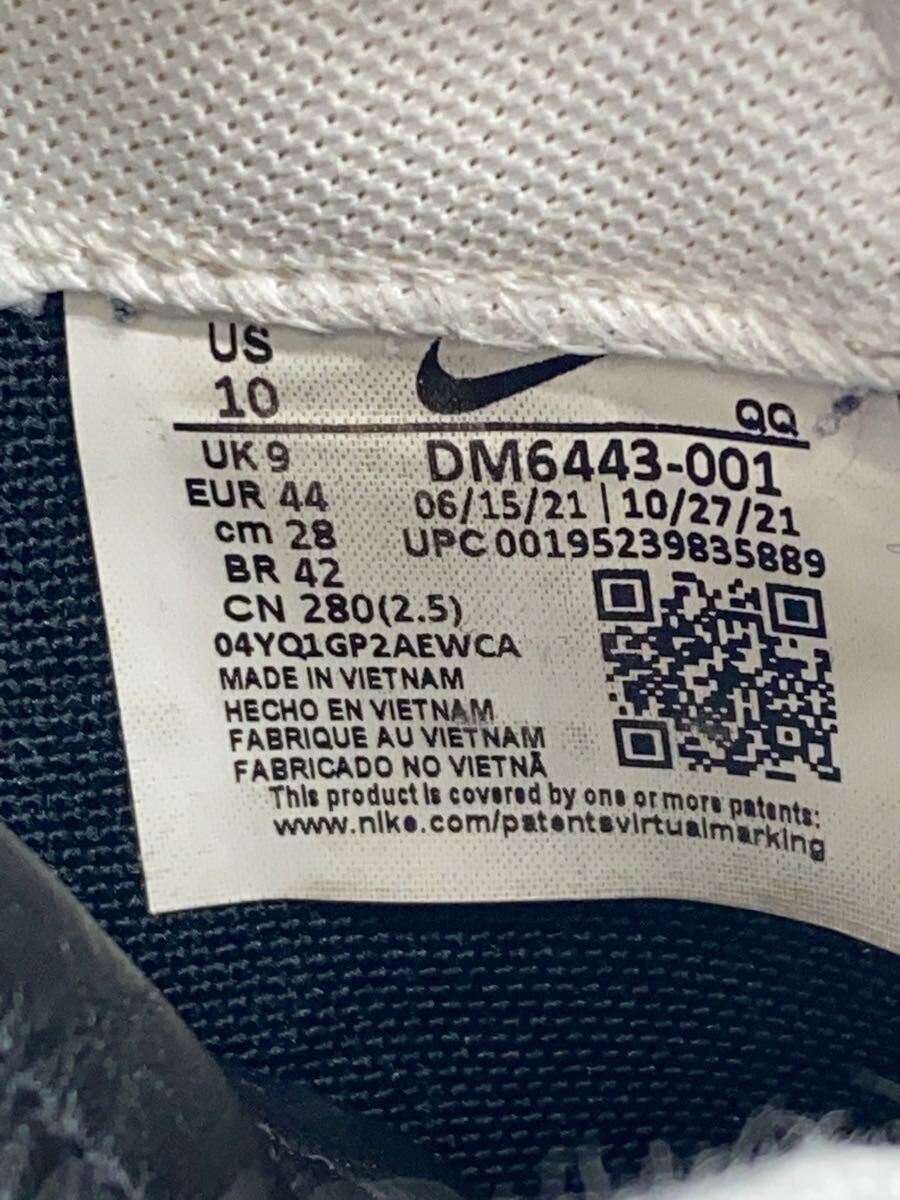 US
10
QQ
UK 9
DM6443-001
EUR 44
06/15/21 | 10/27/21
cm 28
UPC 00195239835889
BR 42
CN 280(2.5)
04YQ1GP2AEWCA
MADE IN VIETNAM
HECHO EN VIETNAM
FABRIQUE AU VIETNAM
FABRICADO NO VIETNÃ
This product is covered by one or more patents:
www.nike.com/patentsvirtualmarking